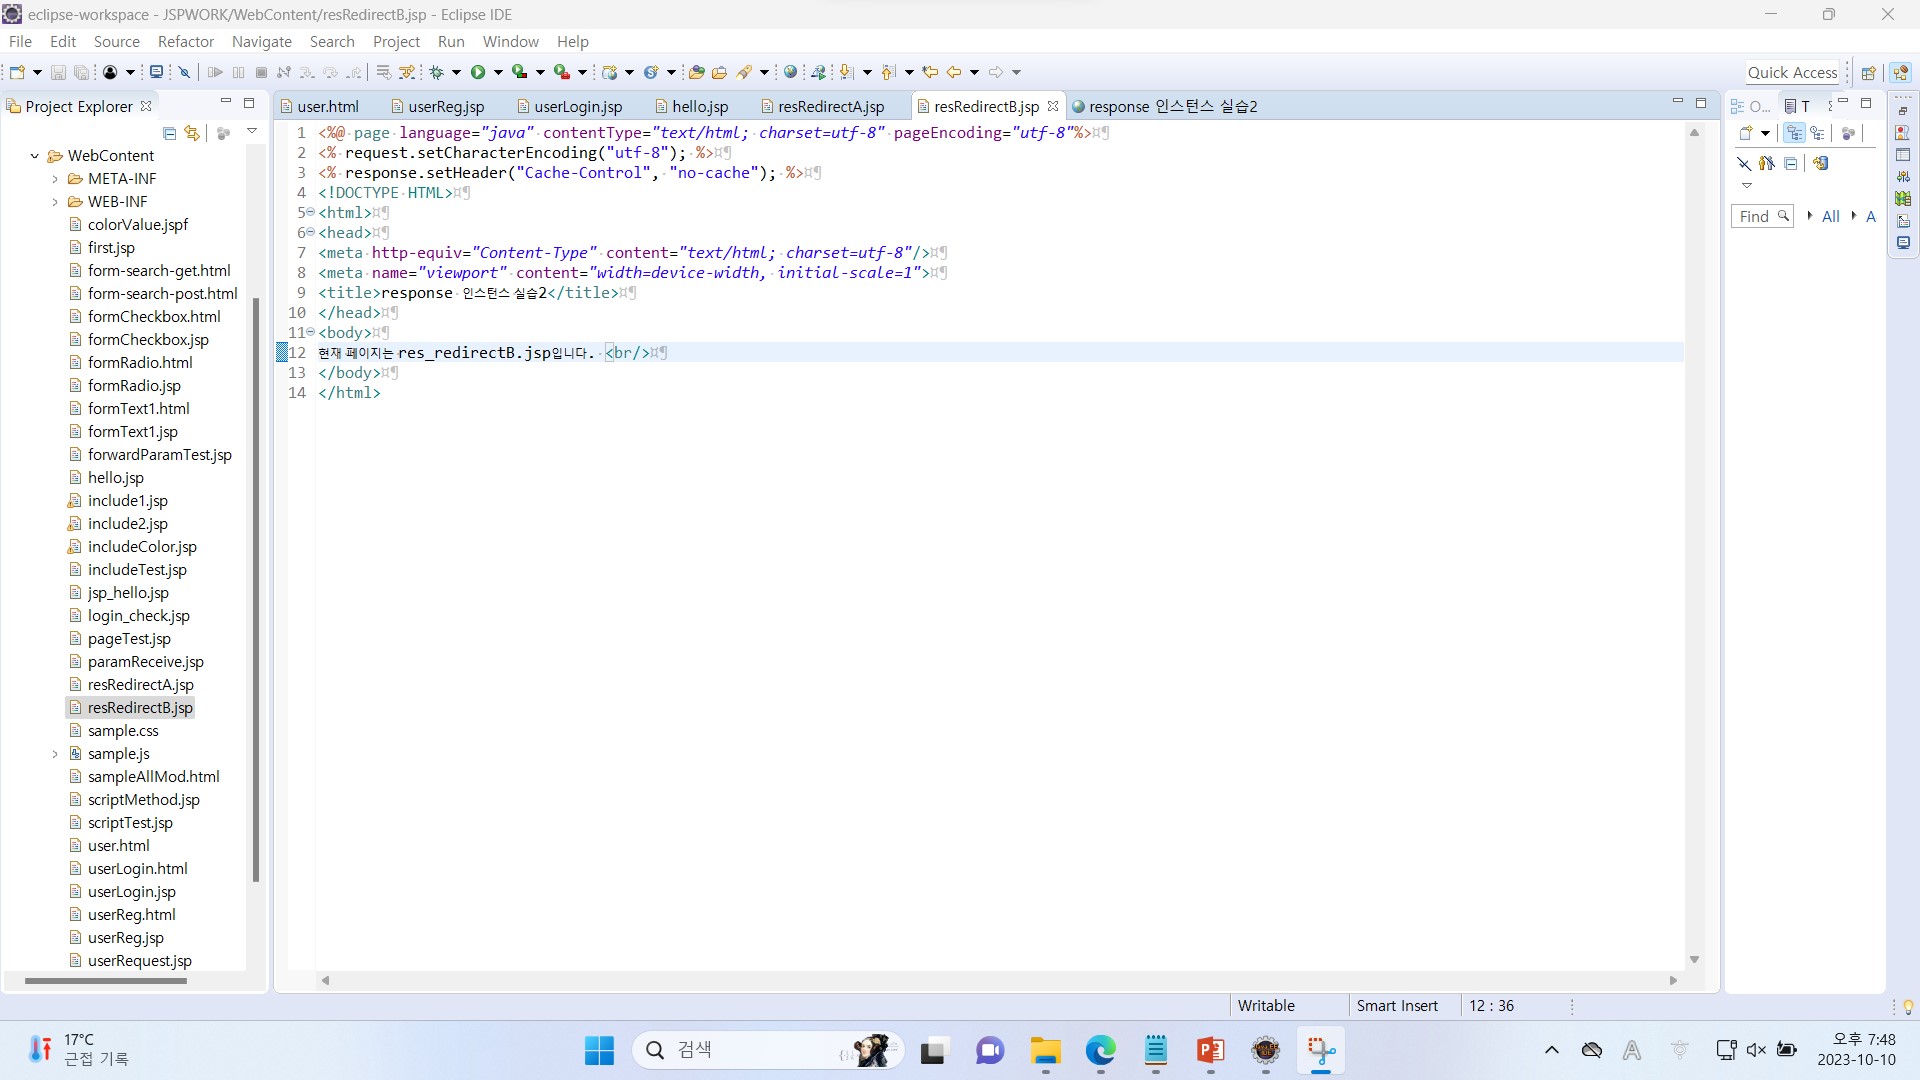 eclipse-workspace - JSPWORK/WebContent/resRedirectB.jsp - Eclipse IDE
File Edit Source Refactor Navigate Search Project Run Window Help
Quick Access
Project Explorer
user.html userReg.jsp userLogin.jsp hello.jsp resRedirectA.jsp resRedirectB.jsp response 인스턴스 실습2
O... T
WebContent
META-INF
WEB-INF
colorValue.jspf
first.jsp
form-search-get.html
form-search-post.html
formCheckbox.html
formCheckbox.jsp
formRadio.html
formRadio.jsp
formText1.html
formText1.jsp
forwardParamTest.jsp
hello.jsp
include1.jsp
include2.jsp
includeColor.jsp
includeTest.jsp
jsp_hello.jsp
login_check.jsp
pageTest.jsp
paramReceive.jsp
resRedirectA.jsp
resRedirectB.jsp
sample.css
sample.js
sampleAllMod.html
scriptMethod.jsp
scriptTest.jsp
user.html
userLogin.html
userLogin.jsp
userReg.html
userReg.jsp
userRequest.jsp
1 <%@ page language="java" contentType="text/html; charset=utf-8" pageEncoding="utf-8"%>¤¶
2 <% request.setCharacterEncoding("utf-8"); %>¤¶
3 <% response.setHeader("Cache-Control", "no-cache"); %>¤¶
4 <!DOCTYPE HTML>¤¶
5 <html>¤¶
6 <head>¤¶
7 <meta http-equiv="Content-Type" content="text/html; charset=utf-8"/>¤¶
8 <meta name="viewport" content="width=device-width, initial-scale=1">¤¶
9 <title>response 인스턴스 실습2</title>¤¶
10 </head>¤¶
11 <body>¤¶
12 현재 페이지는 res_redirectB.jsp입니다. <br/>¤¶
13 </body>¤¶
14 </html>
Find All A
Writable Smart Insert 12 : 36
17°C
근접 기록
검색
오후 7:48
2023-10-10